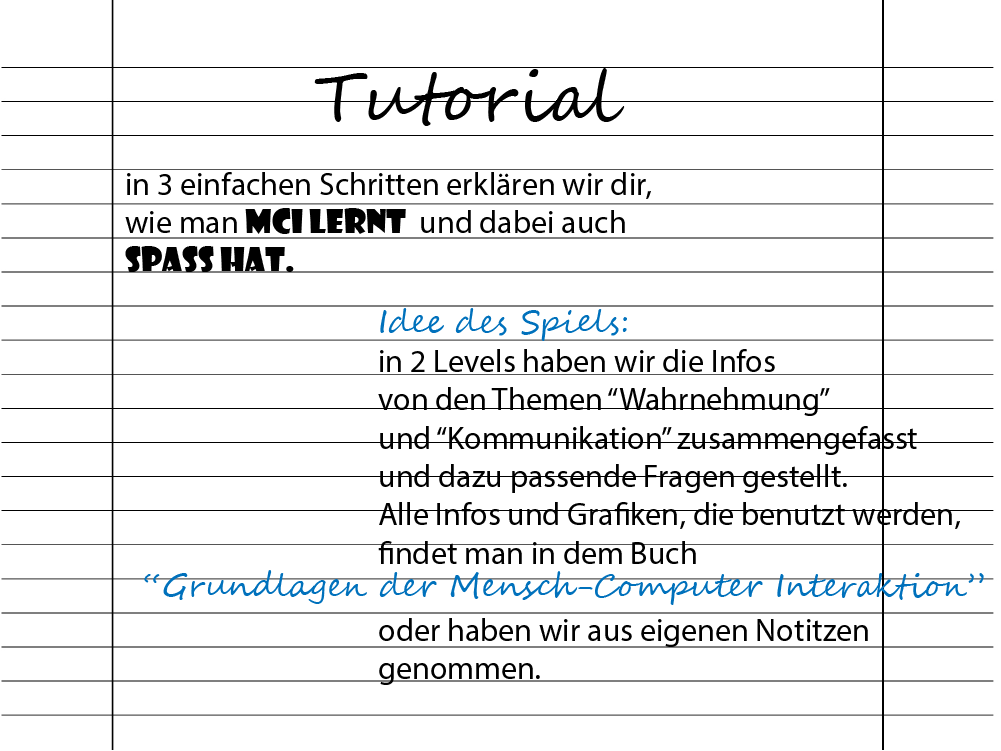 Tutorial
in 3 einfachen Schritten erklären wir dir,
wie man MCI LERNT und dabei auch
SPASS HAT.
Idee des Spiels:
in 2 Levels haben wir die Infos
von den Themen “Wahrnehmung”
und “Kommunikation” zusammengefasst
und dazu passende Fragen gestellt.
Alle Infos und Grafiken, die benutzt werden,
findet man in dem Buch
“Grundlagen der Mensch-Computer Interaktion”
oder haben wir aus eigenen Notitzen
genommen.